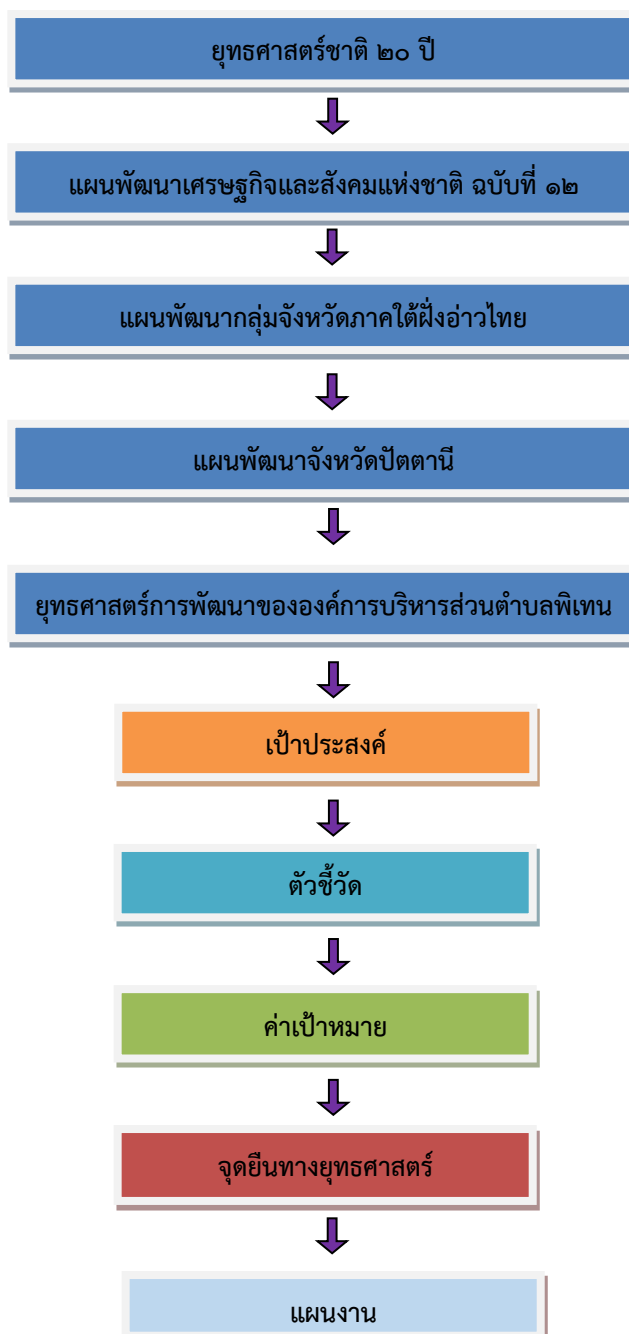 ยุทธศาสตร์ชาติ ๒๐ ปี
แผนพัฒนาเศรษฐกิจและสังคมแห่งชาติ ฉบับที่ ๑๒
แผนพัฒนากลุ่มจังหวัดภาคใต้ฝั่งอ่าวไทย
แผนพัฒนาจังหวัดปัตตานี
ยุทธศาสตร์การพัฒนาขององค์การบริหารส่วนตำบลพิเทน
เป้าประสงค์
ตัวชี้วัด
ค่าเป้าหมาย
จุดยืนทางยุทธศาสตร์
แผนงาน